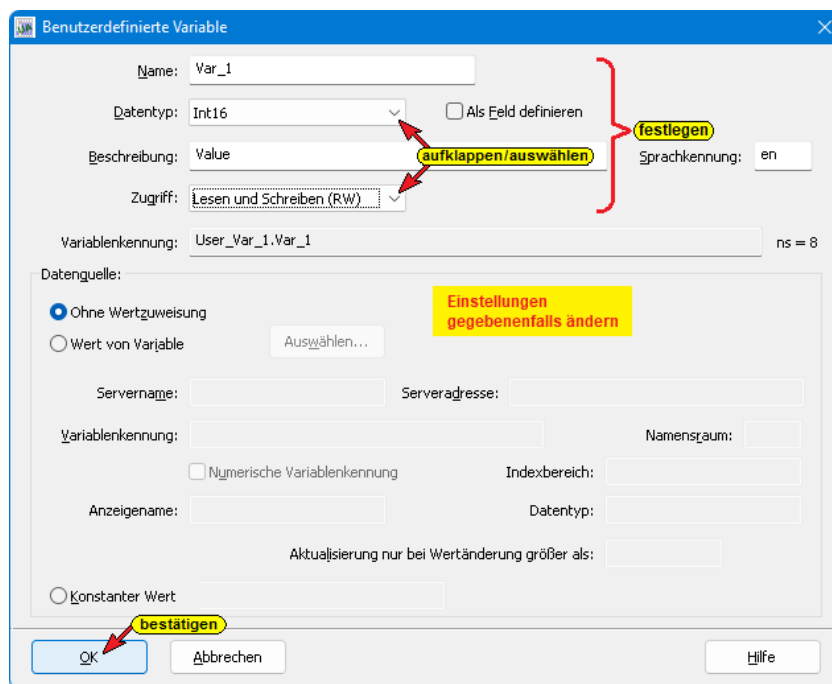 Benutzerdefinierte Variable
Name: Var_1
Datentyp: Int16 Als Feld definieren
festlegen
Beschreibung: Value aufklappen/auswählen Sprachkennung: en
Zugriff: Lesen und Schreiben (RW)
Variablenkennung: User_Var_1.Var_1 ns = 8
Datenquelle:
Ohne Wertzuweisung
Einstellungen
gegebenenfalls ändern
Wert von Variable Auswählen...
Servername: Serveradresse:
Variablenkennung: Namensraum:
Numerische Variablenkennung Indexbereich:
Anzeigename: Datentyp:
Aktualisierung nur bei Wertänderung größer als:
Konstanter Wert
bestätigen
OK Abbrechen Hilfe